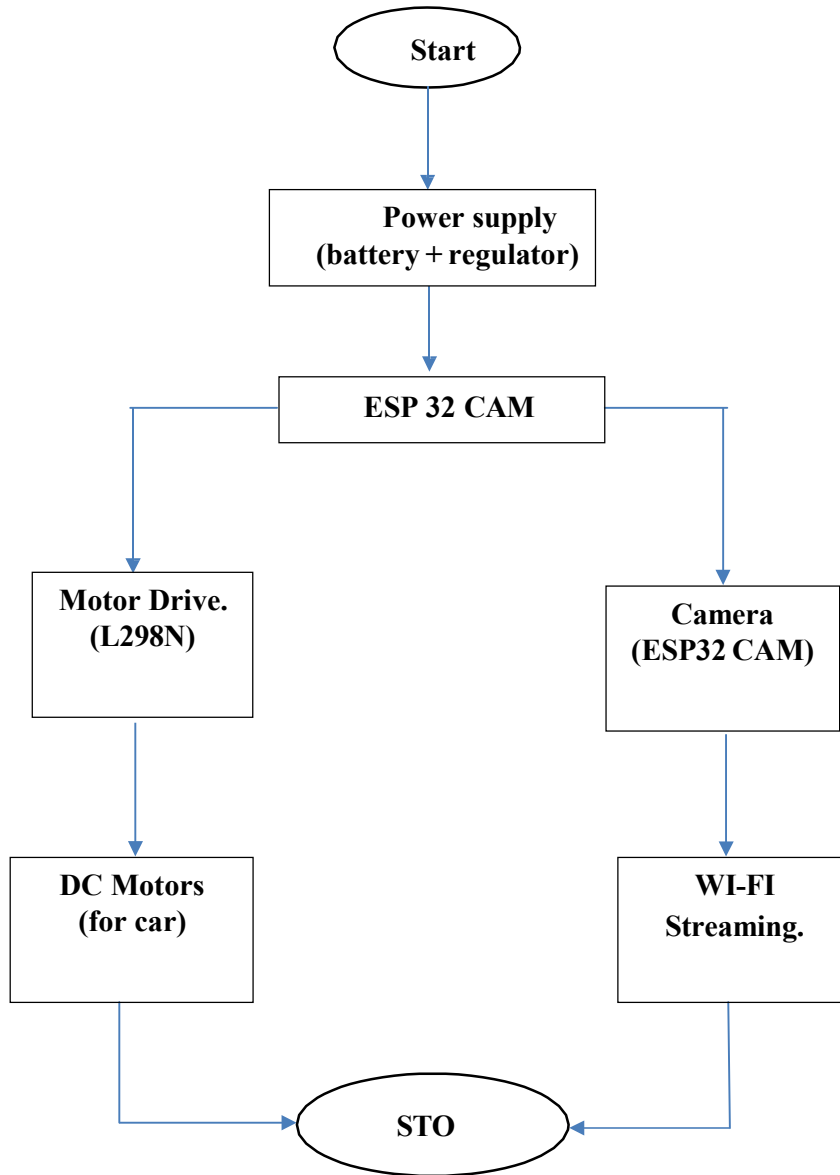 Start
Power supply
(battery + regulator)
ESP 32 CAM
Motor Drive.
(L298N)
Camera
(ESP32 CAM)
DC Motors
(for car)
WI-FI
Streaming.
STO